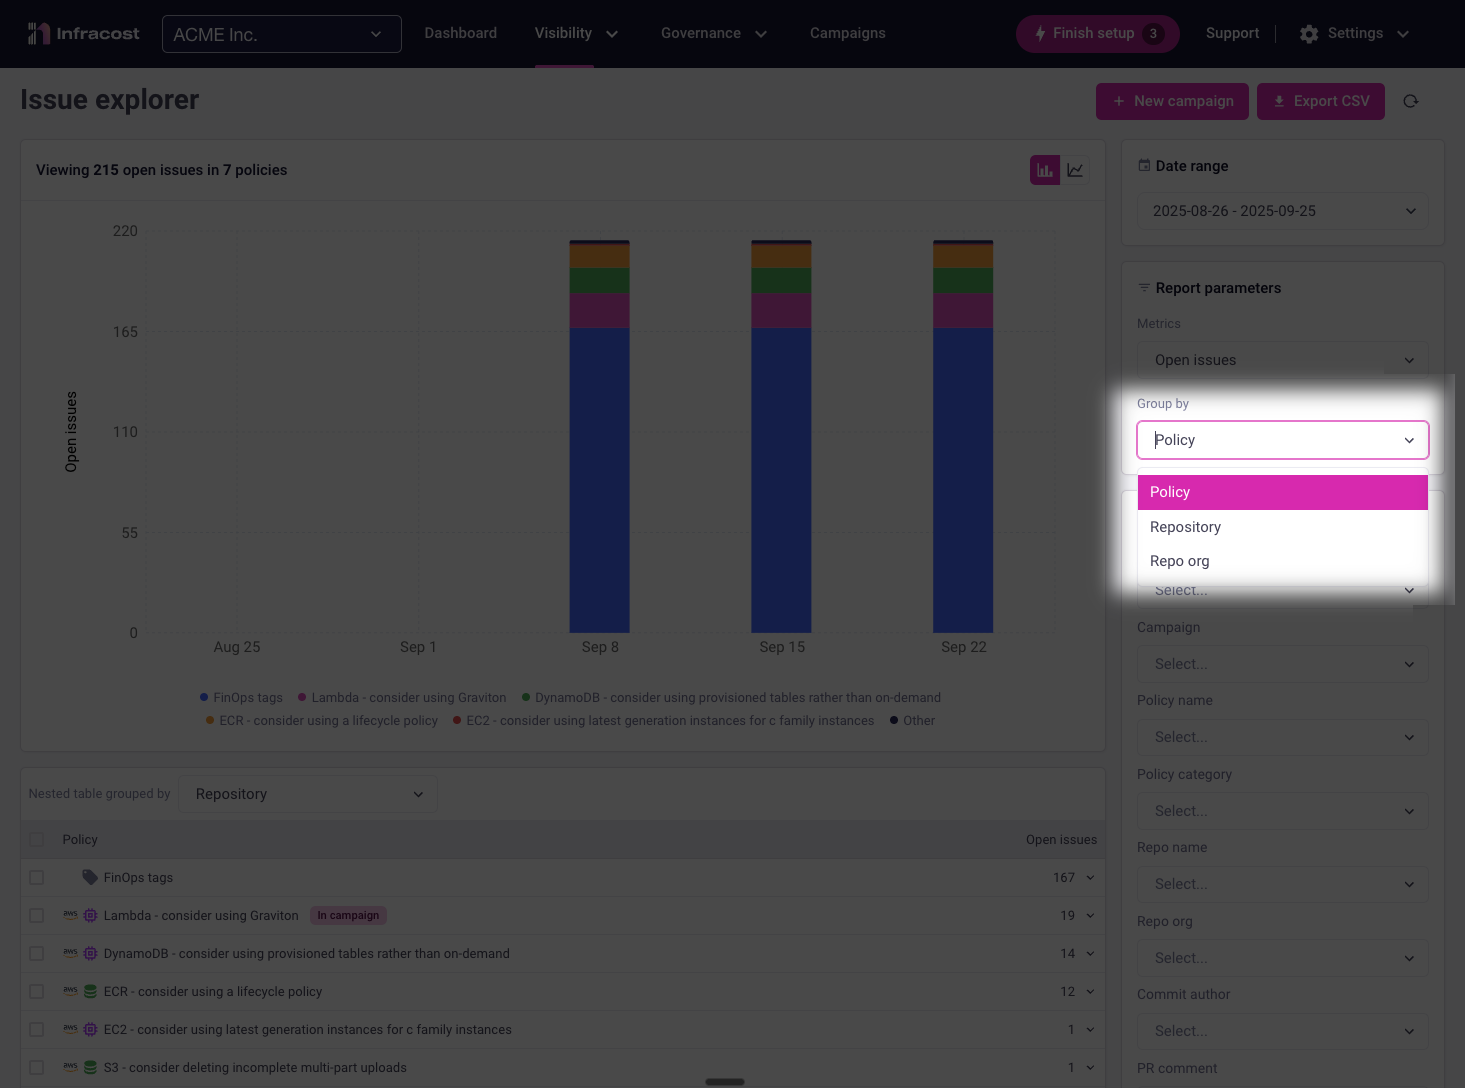 Infracost
ACME Inc.
Dashboard
Visibility
Governance
Campaigns
Finish setup 3
Support
Settings
Issue explorer
+ New campaign
Export CSV
Viewing 215 open issues in 7 policies
220
165
110
55
0
Open issues
Aug 25
Sep 1
Sep 8
Sep 15
Sep 22
FinOps tags
Lambda - consider using Graviton
DynamoDB - consider using provisioned tables rather than on-demand
ECR - consider using a lifecycle policy
EC2 - consider using latest generation instances for c family instances
Other
Nested table grouped by
Repository
Policy
Open issues
FinOps tags
167
aws Lambda - consider using Graviton
In campaign
19
aws DynamoDB - consider using provisioned tables rather than on-demand
14
aws ECR - consider using a lifecycle policy
12
aws EC2 - consider using latest generation instances for c family instances
1
aws S3 - consider deleting incomplete multi-part uploads
1
Date range
2025-08-26 - 2025-09-25
Report parameters
Metrics
Open issues
Group by
Policy
Policy
Repository
Repo org
Select...
Campaign
Select...
Policy name
Select...
Policy category
Select...
Repo name
Select...
Repo org
Select...
Commit author
Select...
PR comment